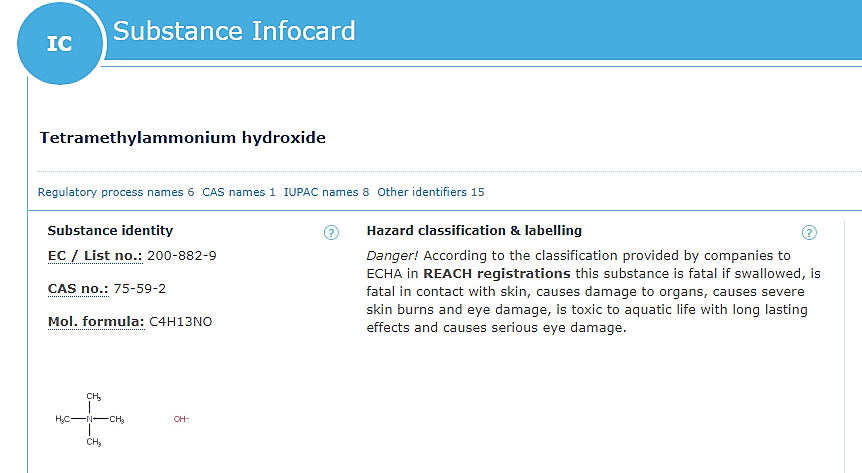 IC
Substance Infocard
Tetramethylammonium hydroxide
Regulatory process names 6 CAS names 1 IUPAC names 8 Other identifiers 15
Substance identity
?
EC / List no.: 200-882-9
CAS no.: 75-59-2
Mol. formula: C4H13NO
CH3
H3C N+ CH3 OH-
CH3
Hazard classification & labelling
?
Danger! According to the classification provided by companies to
ECHA in REACH registrations this substance is fatal if swallowed, is
fatal in contact with skin, causes damage to organs, causes severe
skin burns and eye damage, is toxic to aquatic life with long lasting
effects and causes serious eye damage.